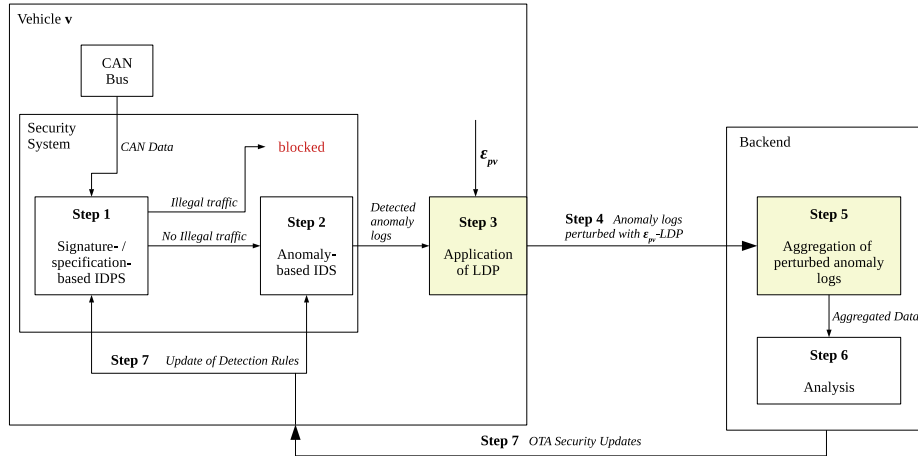 Vehicle v
CAN
Bus
Security
System
CAN Data
blocked
Illegal traffic
No Illegal traffic
Step 1
Signature- /
specification-
based IDPS
Step 2
Anomaly-
based IDS
Detected
anomaly
logs
ε_pv
Step 3
Application
of LDP
Step 4 Anomaly logs
perturbed with ε_pv-LDP
Backend
Step 5
Aggregation of
perturbed anomaly
logs
Aggregated Data
Step 6
Analysis
Step 7 Update of Detection Rules
Step 7 OTA Security Updates